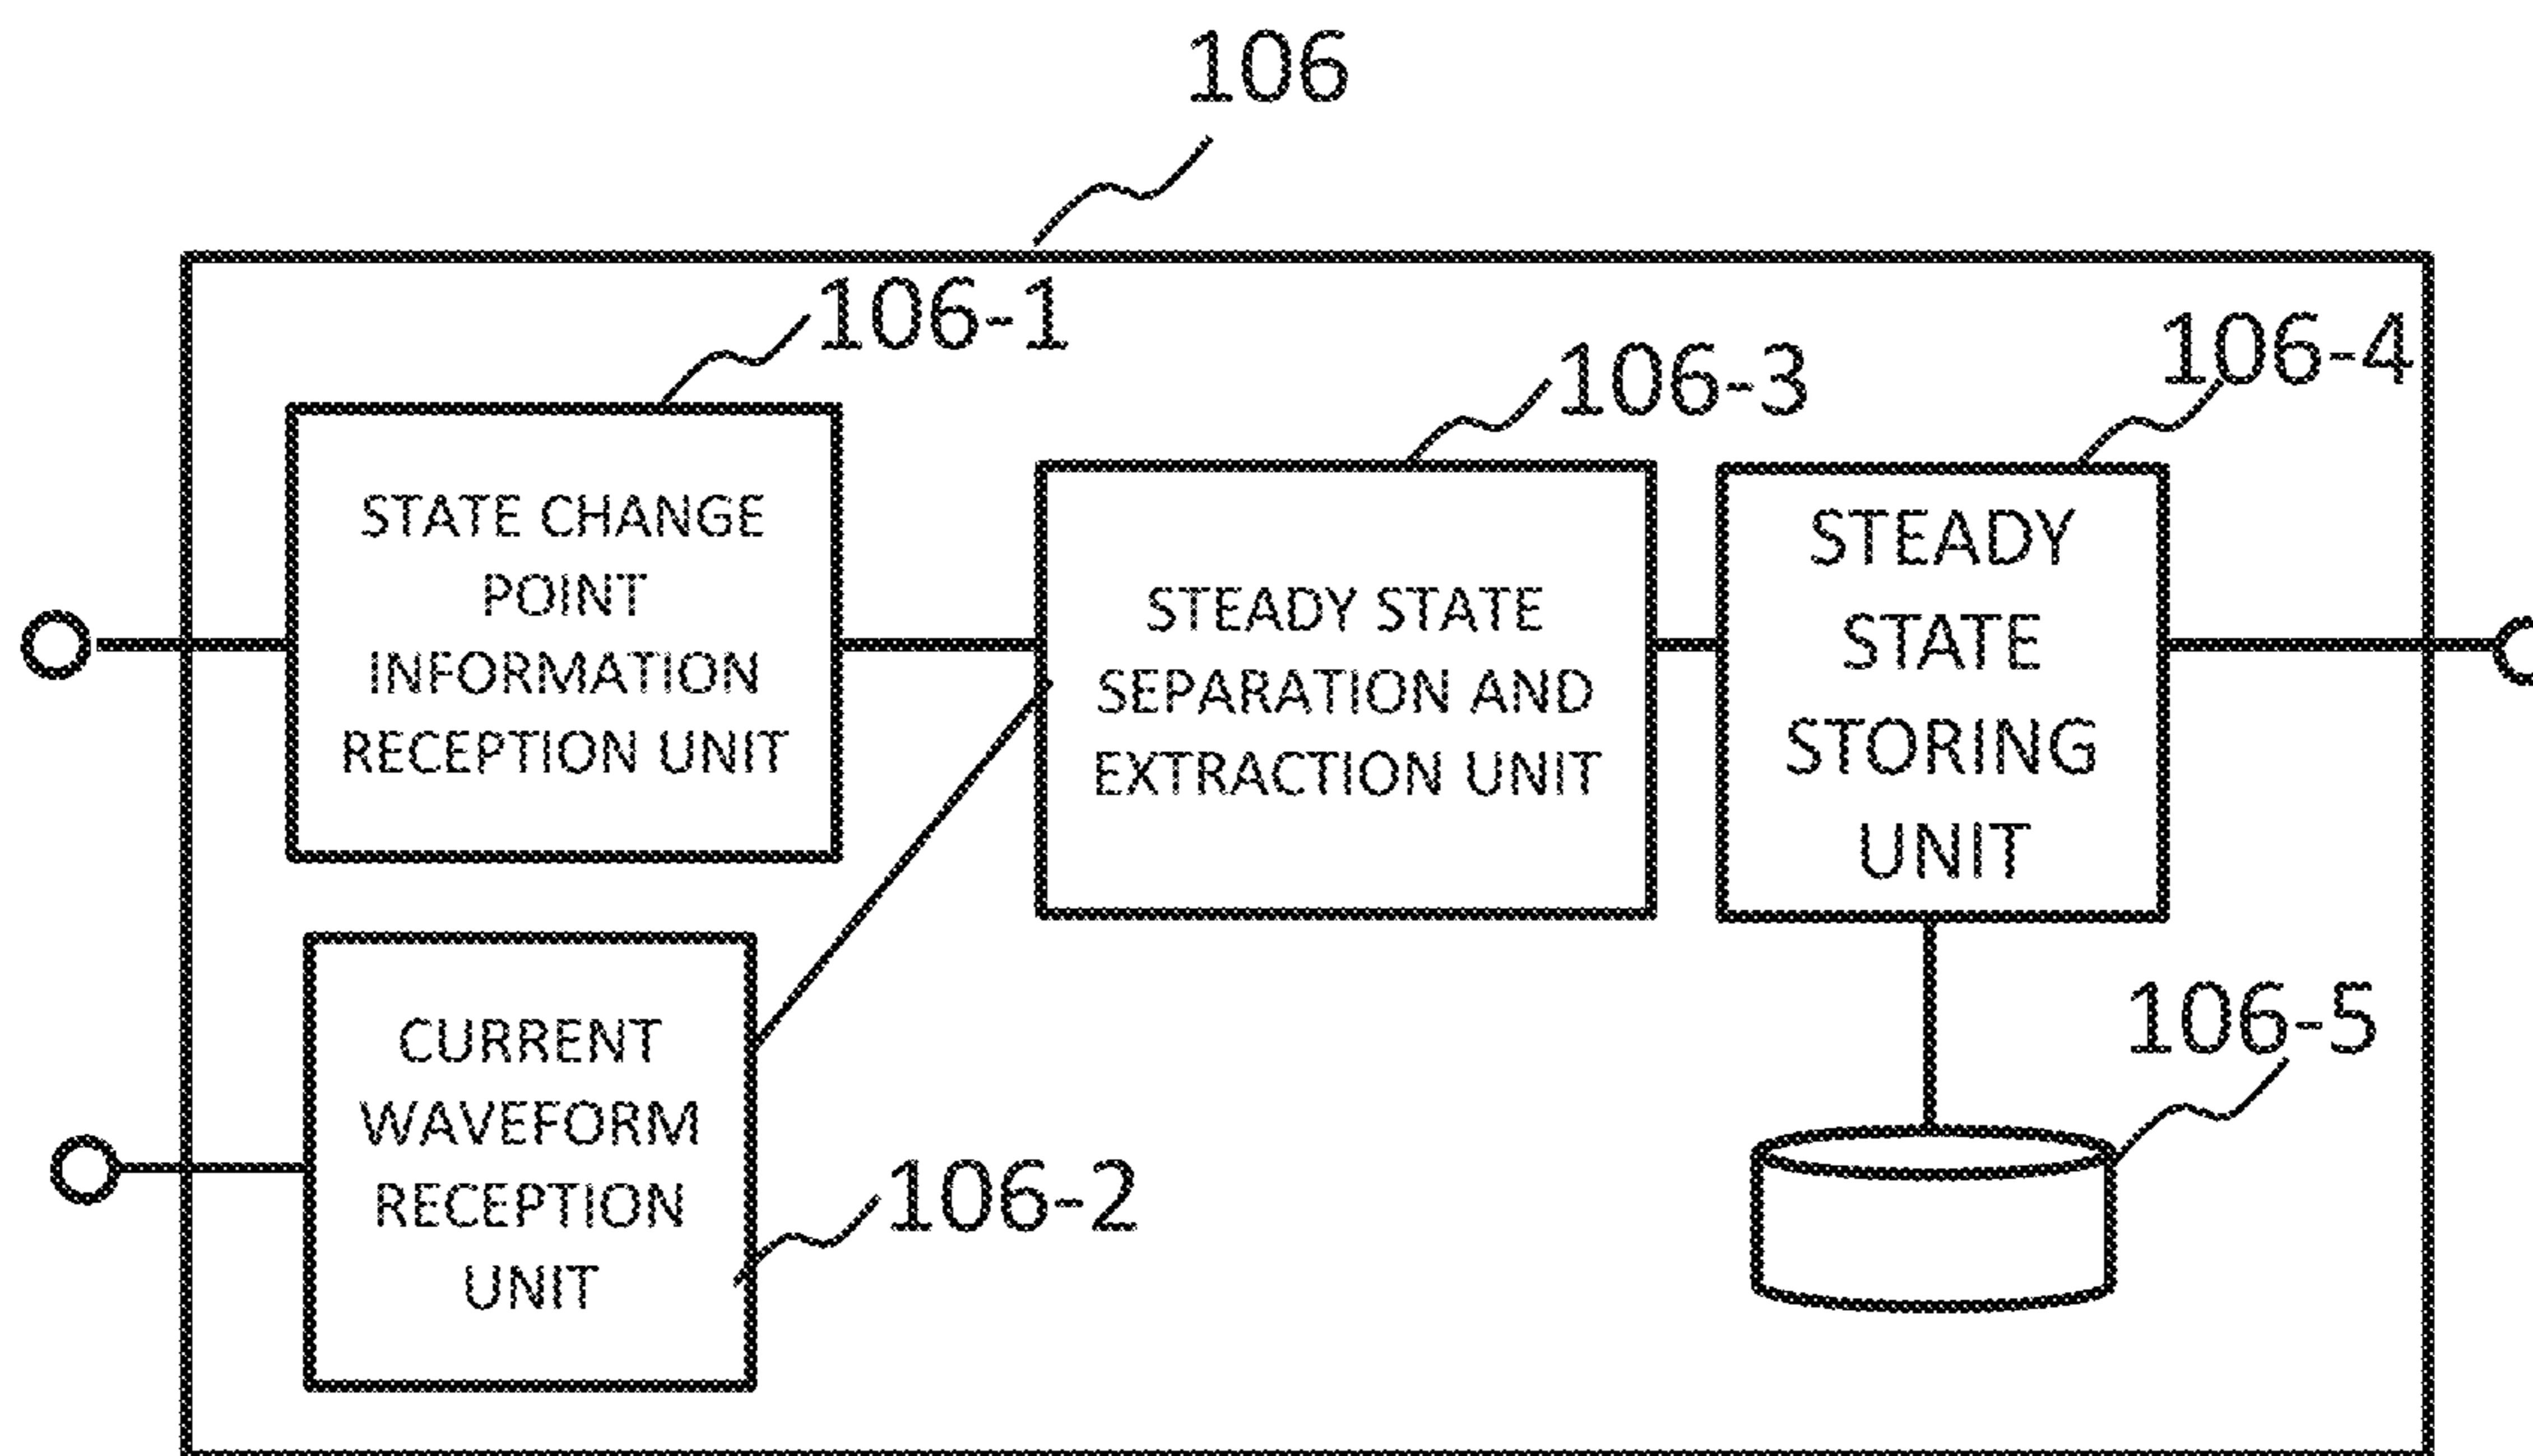 106
106-1
106-3
106-4
STATE CHANGE
POINT
INFORMATION
RECEPTION UNIT
STEADY STATE
SEPARATION AND
EXTRACTION UNIT
STEADY
STATE
STORING
UNIT
CURRENT
WAVEFORM
RECEPTION
UNIT
106-2
106-5